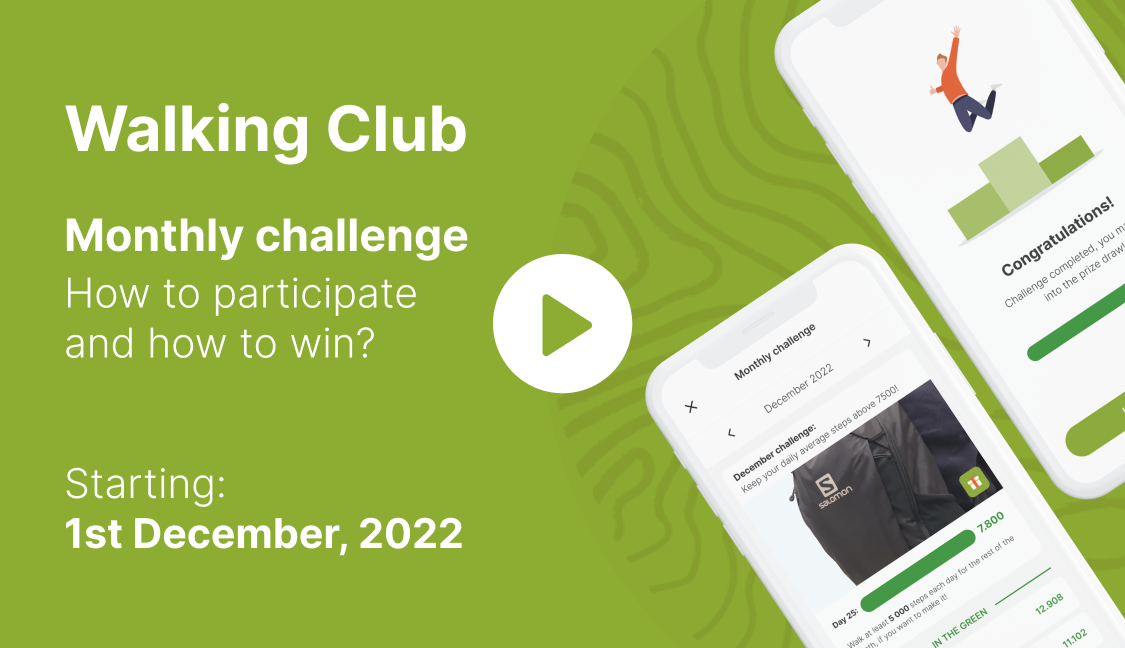 Walking Club
Monthly challenge
How to participate
and how to win?
Starting:
1st December, 2022
Congratulations!
Challenge completed, you
into the prize
Monthly challenge
December 2022
December challenge:
Keep your daily average steps above 7500!
SALOMON
Day 25:
7.800
Walk at least 5 000 steps each day for the rest of the
if you want to make it!
IN THE GREEN
12.908
11.102